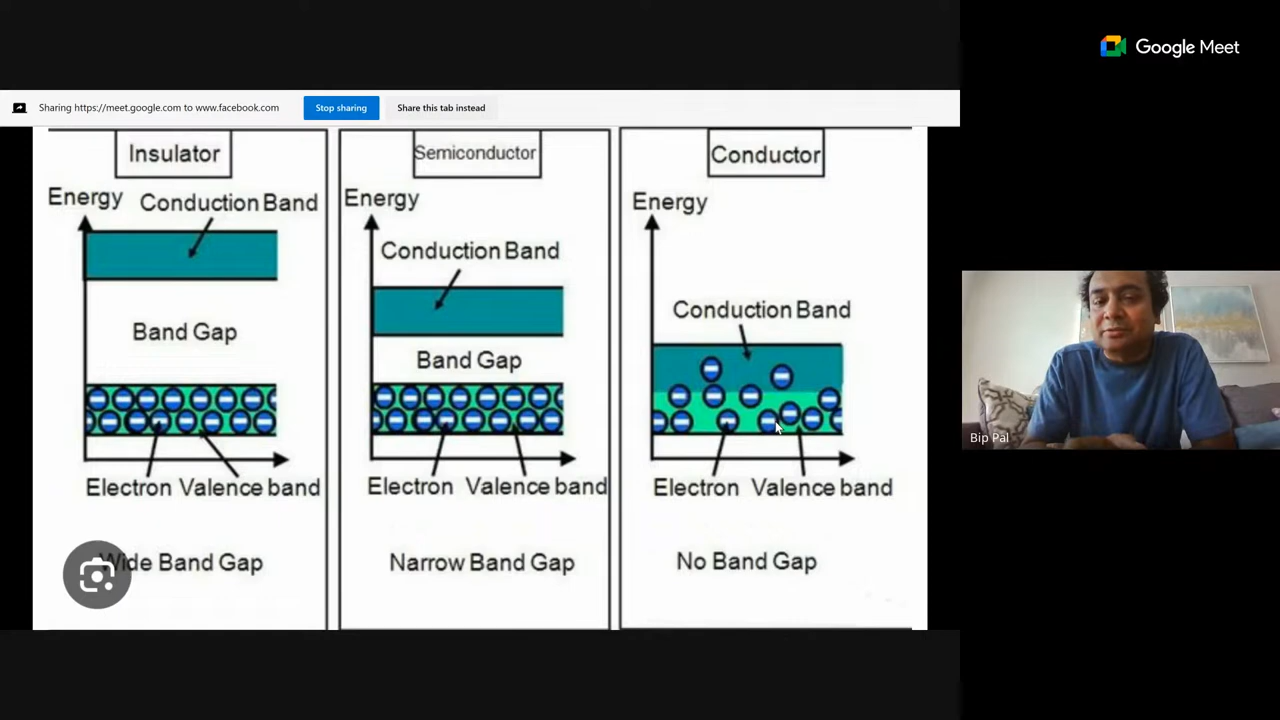 Google Meet
Sharing https://meet.google.com to www.facebook.com
Stop sharing
Share this tab instead
Insulator
Energy
Conduction Band
Band Gap
Electron Valence band
Wide Band Gap
Semiconductor
Energy
Conduction Band
Band Gap
Electron Valence band
Narrow Band Gap
Conductor
Energy
Conduction Band
Electron Valence band
No Band Gap
Bip Pal